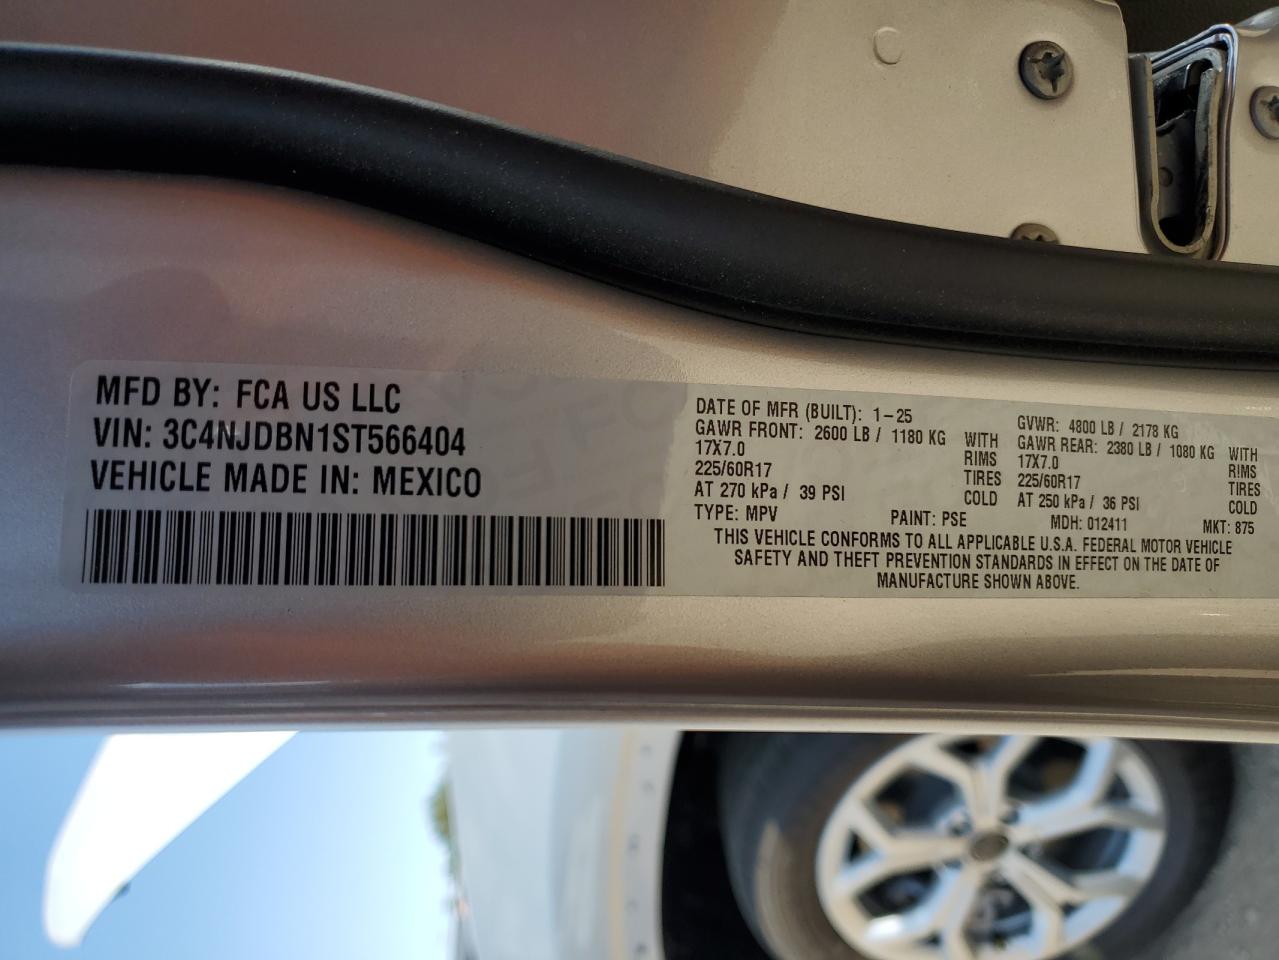 MFD BY: FCA US LLC
VIN: 3C4NJDBN1ST566404
VEHICLE MADE IN: MEXICO
DATE OF MFR (BUILT): 1-25
GAWR FRONT: 2600 LB / 1180 KG WITH
17X7.0 RIMS
225/60R17 TIRES
AT 270 kPa / 39 PSI COLD
GVWR: 4800 LB / 2178 KG
GAWR REAR: 2380 LB / 1080 KG WITH
17X7.0 RIMS
225/60R17 TIRES
AT 250 kPa / 36 PSI COLD
TYPE: MPV PAINT: PSE MDH: 012411 MKT: 875
THIS VEHICLE CONFORMS TO ALL APPLICABLE U.S.A. FEDERAL MOTOR VEHICLE
SAFETY AND THEFT PREVENTION STANDARDS IN EFFECT ON THE DATE OF
MANUFACTURE SHOWN ABOVE.